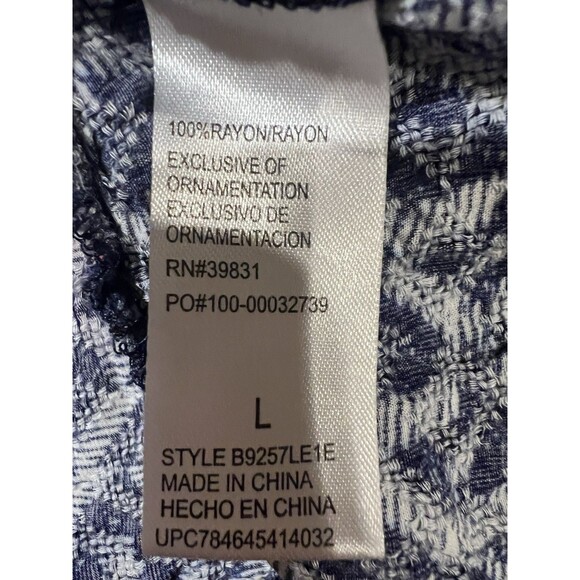 100%RAYON/RAYON
EXCLUSIVE OF
ORNAMENTATION
EXCLUSIVO DE
ORNAMENTACION
RN#39831
PO#100-00032739
L
STYLE B9257LE1E
MADE IN CHINA
HECHO EN CHINA
UPC784645414032